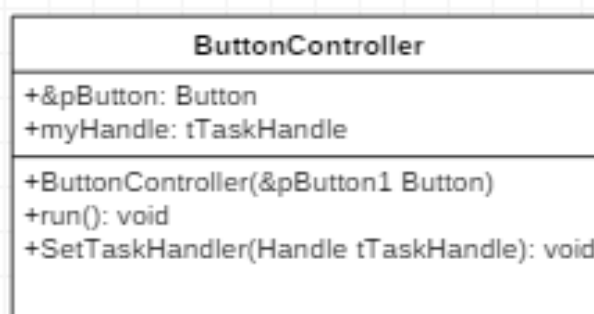 ButtonController
+&pButton: Button
+myHandle: tTaskHandle
+ButtonController(&pButton1 Button)
+run(): void
+SetTaskHandler(Handle tTaskHandle): void